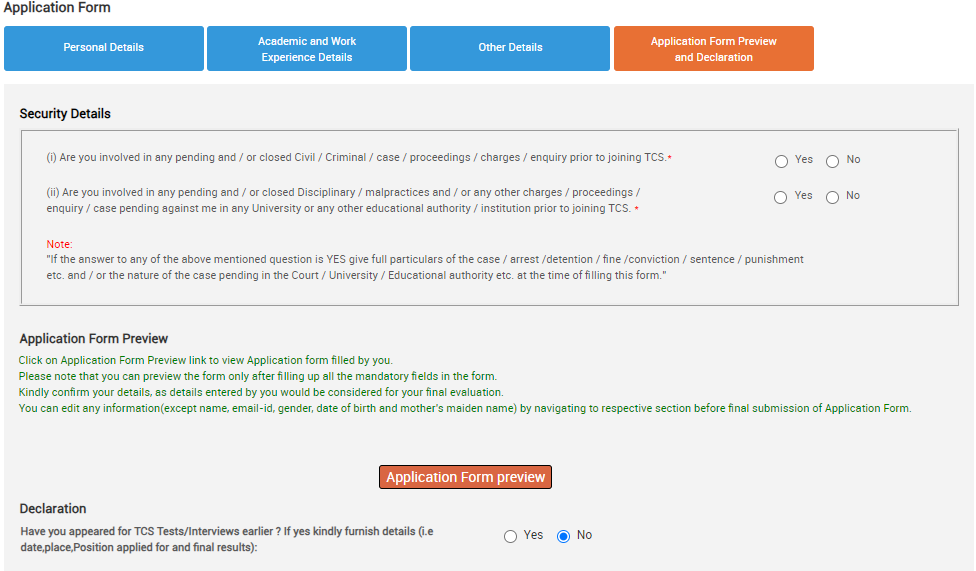 Application Form
Personal Details
Academic and Work
Experience Details
Other Details
Application Form Preview
and Declaration
Security Details
(i) Are you involved in any pending and / or closed Civil / Criminal / case / proceedings / charges / enquiry prior to joining TCS.*
Yes No
(ii) Are you involved in any pending and / or closed Disciplinary / malpractices and / or any other charges / proceedings /
enquiry / case pending against me in any University or any other educational authority / institution prior to joining TCS. *
Yes No
Note:
"If the answer to any of the above mentioned question is YES give full particulars of the case / arrest /detention / fine /conviction / sentence / punishment
etc. and / or the nature of the case pending in the Court / University / Educational authority etc. at the time of filling this form."
Application Form Preview
Click on Application Form Preview link to view Application form filled by you.
Please note that you can preview the form only after filling up all the mandatory fields in the form.
Kindly confirm your details, as details entered by you would be considered for your final evaluation.
You can edit any information(except name, email-id, gender, date of birth and mother's maiden name) by navigating to respective section before final submission of Application Form.
Application Form preview
Declaration
Have you appeared for TCS Tests/Interviews earlier ? If yes kindly furnish details (i.e
date,place,Position applied for and final results):
Yes No